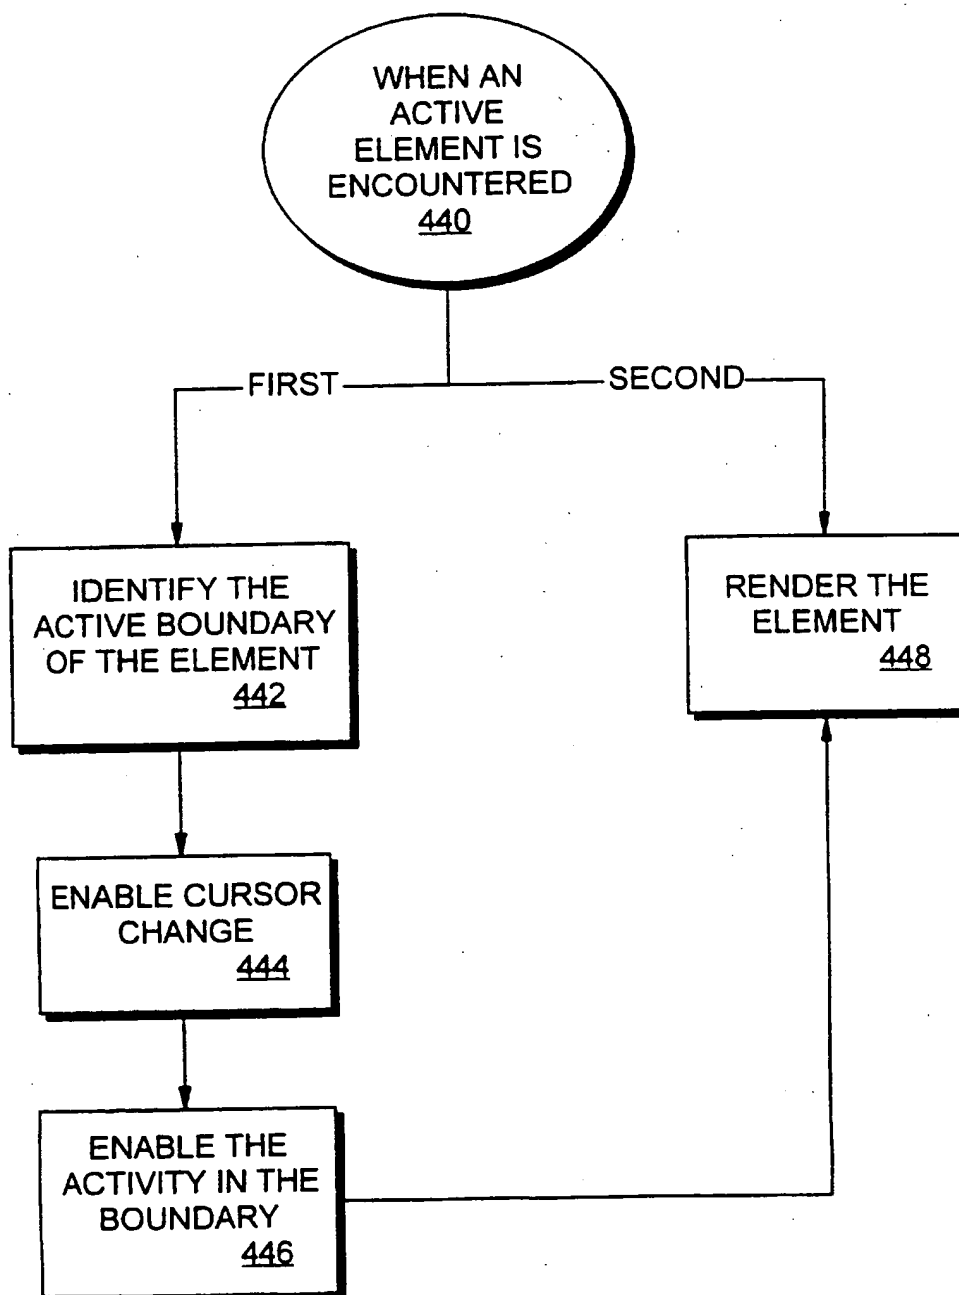 WHEN AN
ACTIVE
ELEMENT IS
ENCOUNTERED
440
FIRST
SECOND
IDENTIFY THE
ACTIVE BOUNDARY
OF THE ELEMENT
442
RENDER THE
ELEMENT
448
ENABLE CURSOR
CHANGE
444
ENABLE THE
ACTIVITY IN THE
BOUNDARY
446